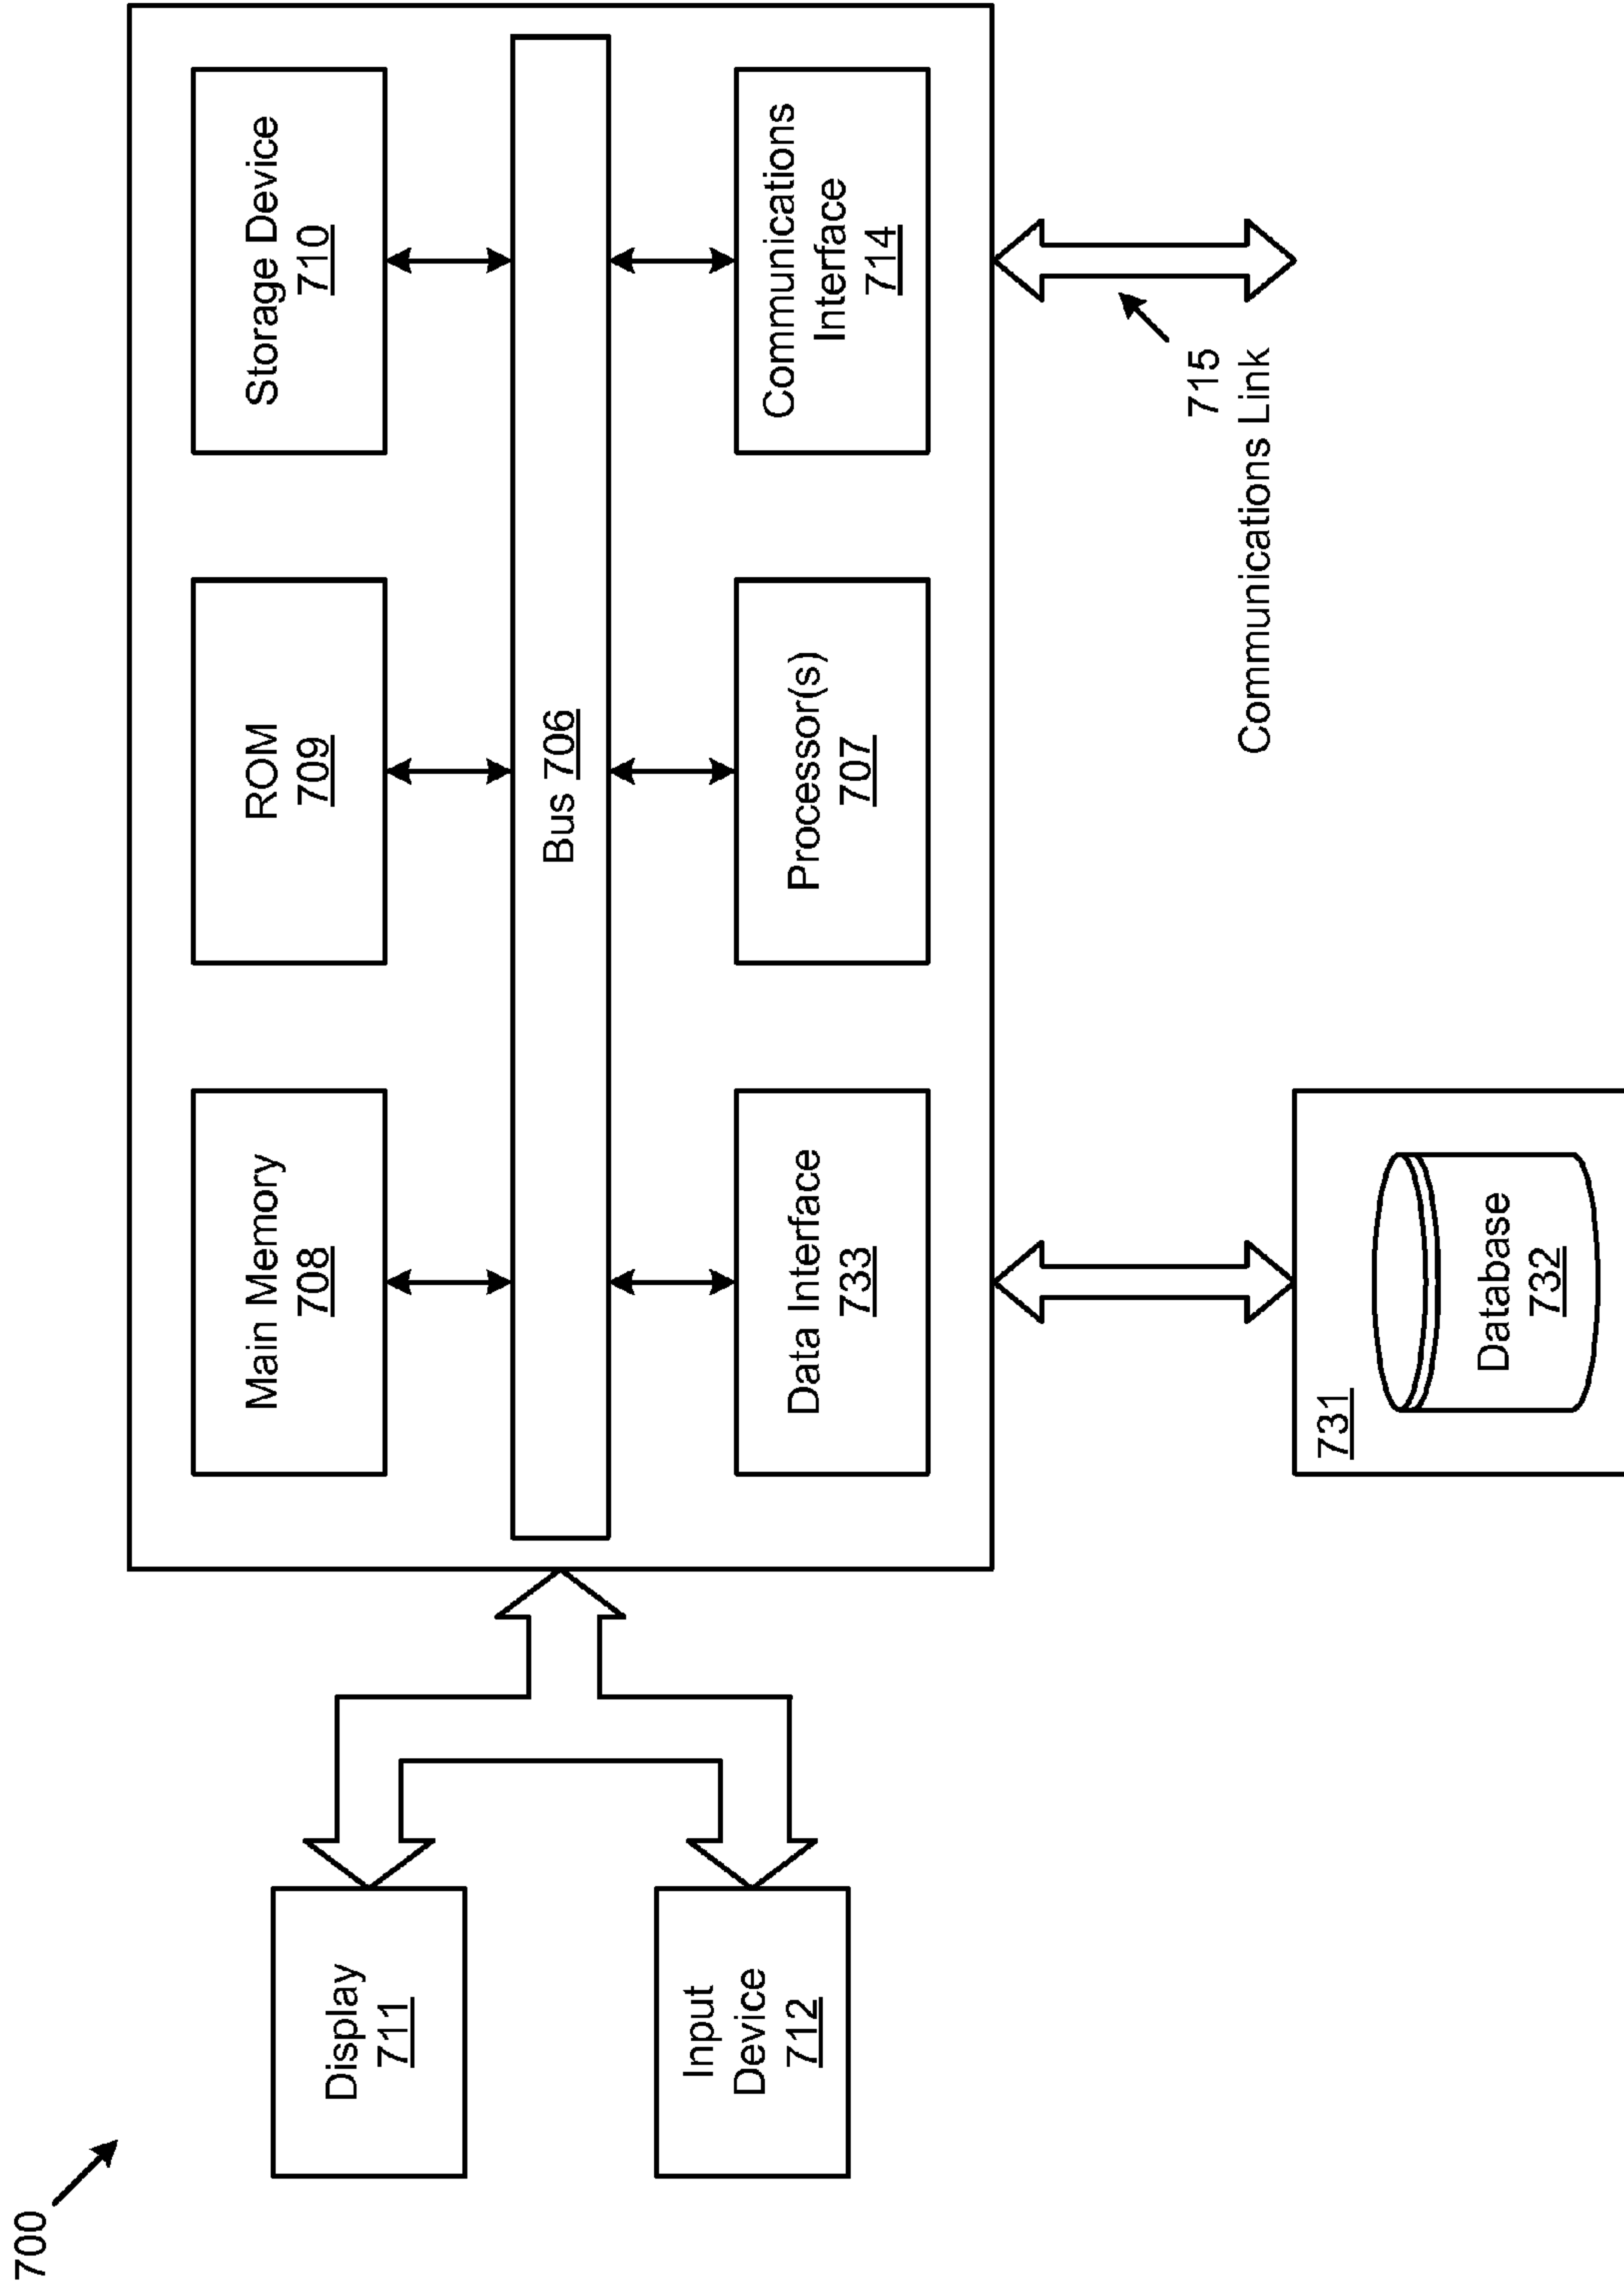 700
Display
711
Input
Device
712
Main Memory
708
ROM
709
Storage Device
710
Bus 706
Data Interface
733
Processor(s)
707
Communications
Interface
714
715
Communications Link
731
Database
732